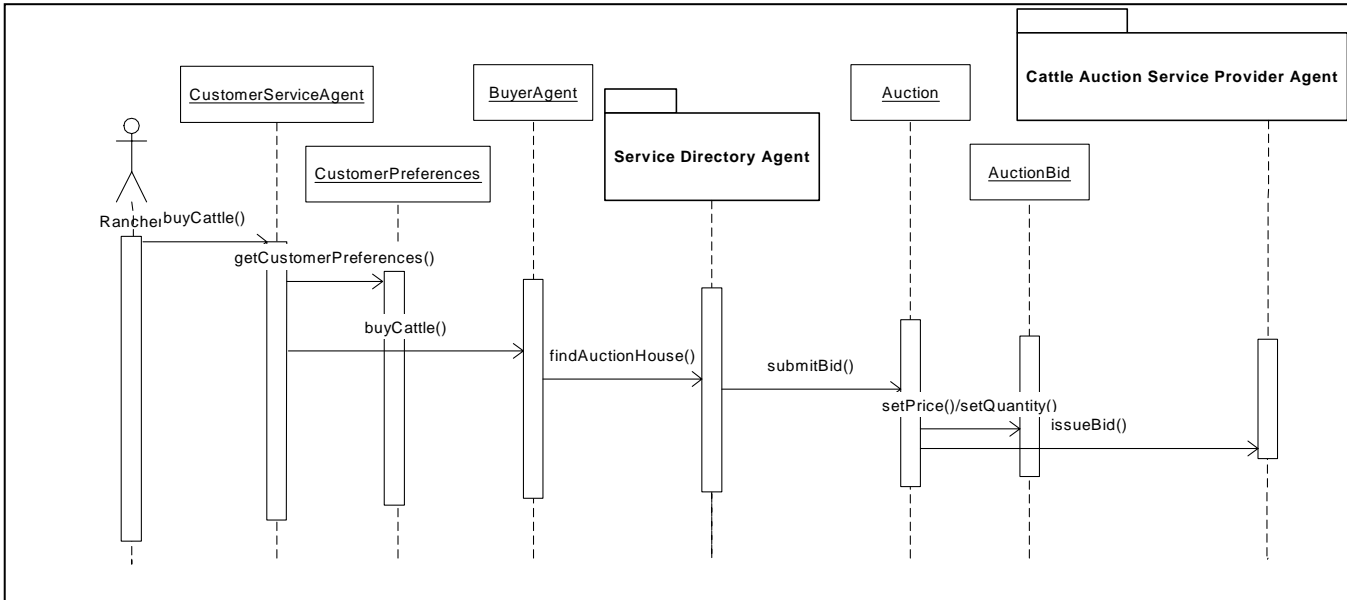 Cattle Auction Service Provider Agent
CustomerServiceAgent
BuyerAgent
Auction
Service Directory Agent
CustomerPreferences
AuctionBid
Rancher
buyCattle()
getCustomerPreferences()
buyCattle()
findAuctionHouse()
submitBid()
setPrice()/setQuantity()
issueBid()